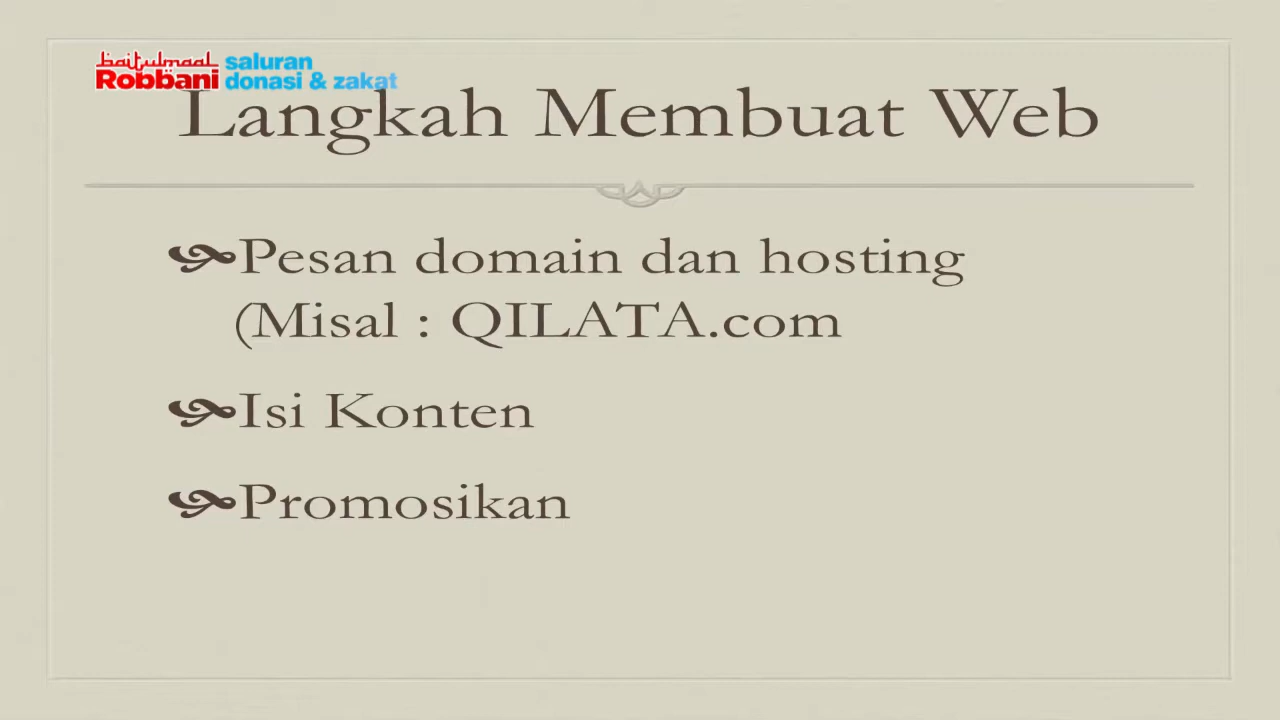 baitulmaal
Robbani
saluran
donasi & zakat
Langkah Membuat Web
Pesan domain dan hosting
(Misal : QILATA.com
Isi Konten
Promosikan